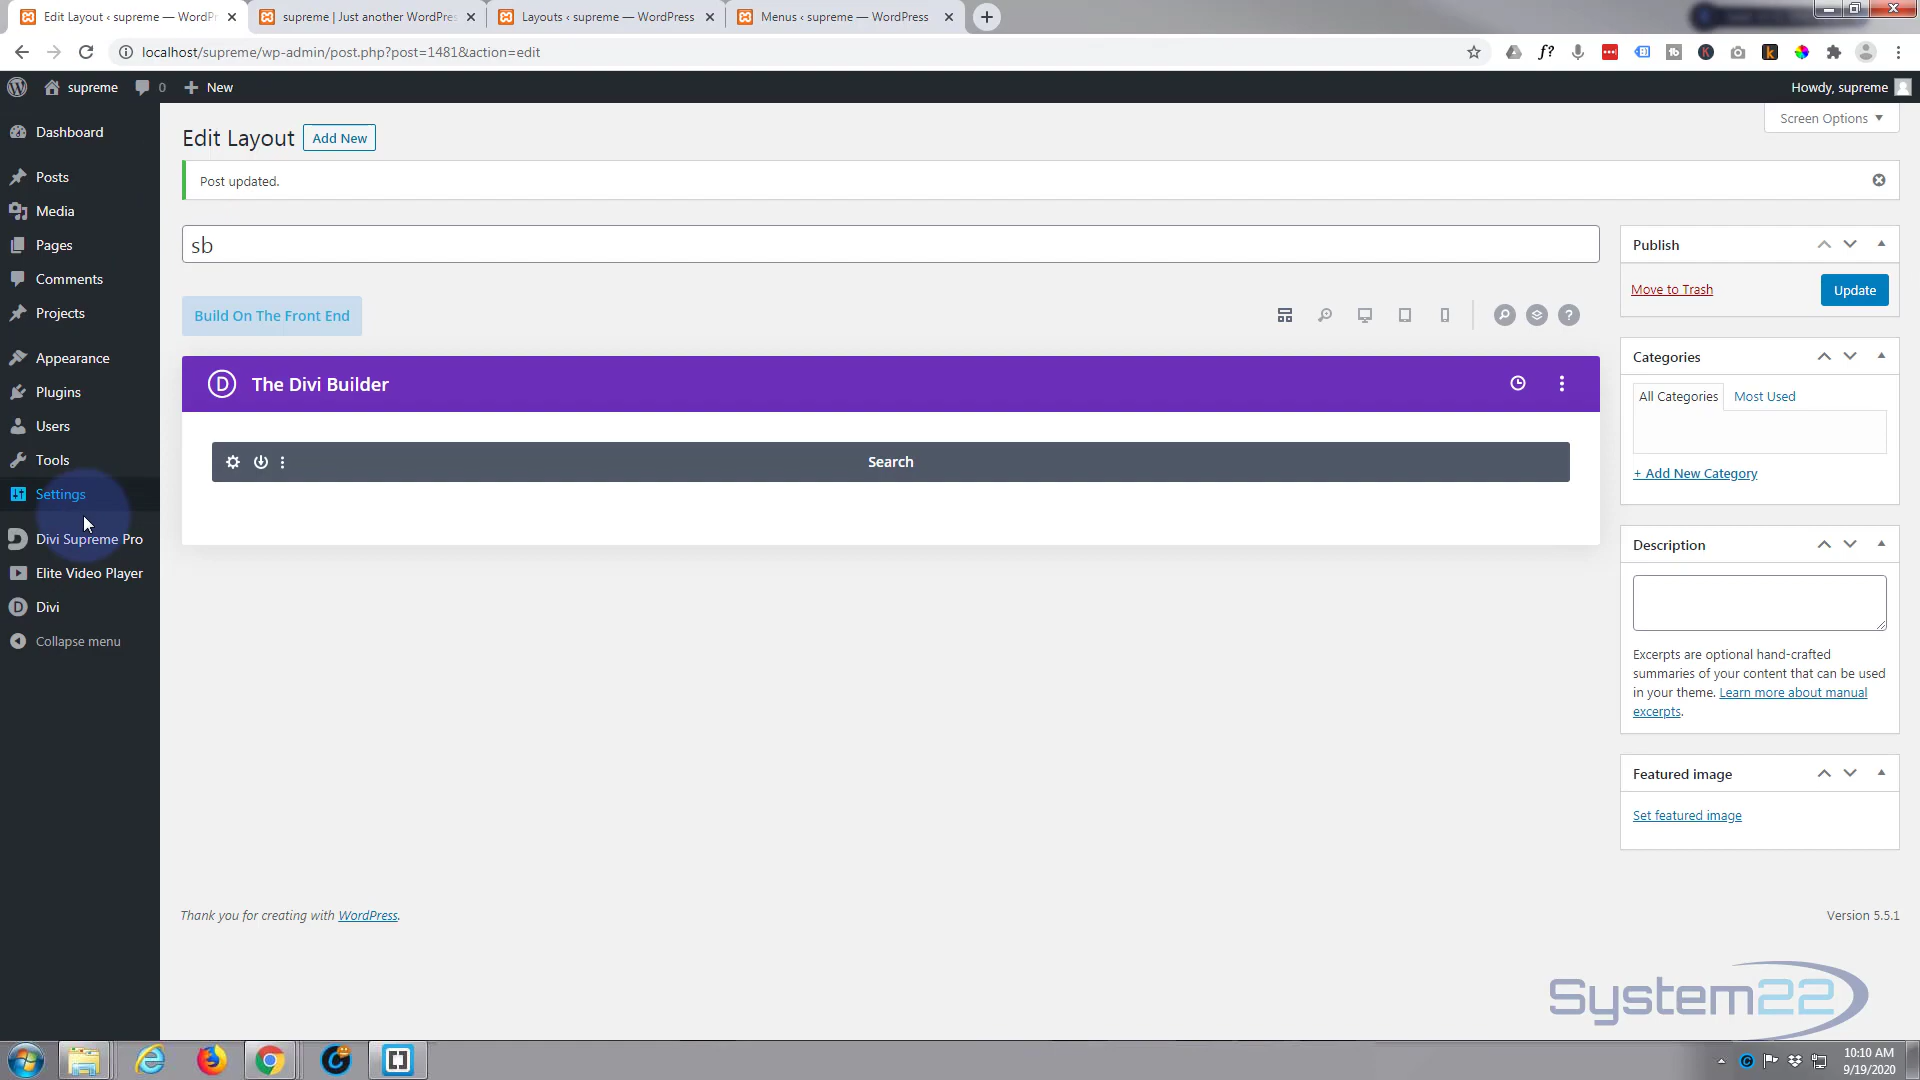 Edit Layout ‹ supreme — WordPr
supreme | Just another WordPres
Layouts ‹ supreme — WordPress
Menus ‹ supreme — WordPress
localhost/supreme/wp-admin/post.php?post=1481&action=edit
supreme
0
New
Howdy, supreme
Dashboard
Posts
Media
Pages
Comments
Projects
Appearance
Plugins
Users
Tools
Settings
Divi Supreme Pro
Elite Video Player
Divi
Collapse menu
Screen Options
Edit Layout
Add New
Post updated.
sb
Build On The Front End
The Divi Builder
Search
Publish
Move to Trash
Update
Categories
All Categories
Most Used
+ Add New Category
Description
Excerpts are optional hand-crafted
summaries of your content that can be used
in your theme. Learn more about manual
excerpts.
Featured image
Set featured image
Thank you for creating with WordPress.
Version 5.5.1
System22
10:10 AM
9/19/2020